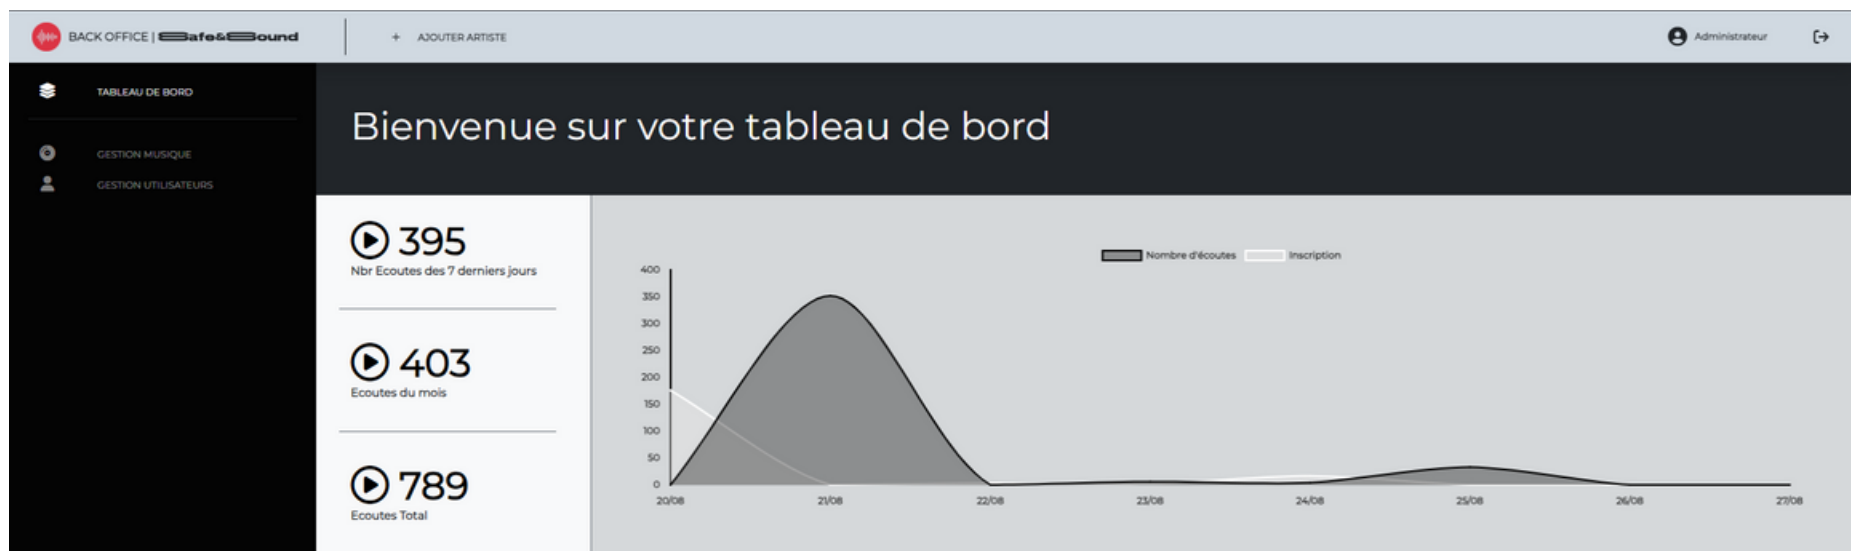 BACK OFFICE | Safe&Sound
+ AJOUTER ARTISTE
Administrateur
TABLEAU DE BORD
GESTION MUSIQUE
GESTION UTILISATEURS
Bienvenue sur votre tableau de bord
395
Nbr Ecoutes des 7 derniers jours
403
Ecoutes du mois
789
Ecoutes Total
Nombre d'écoutes Inscription
400
350
300
250
200
150
100
50
0
20/08 21/08 22/08 23/08 24/08 25/08 26/08 27/08